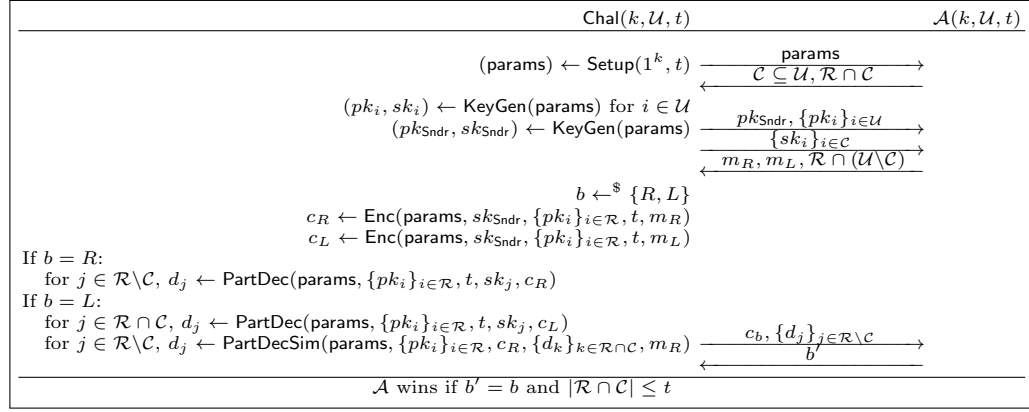 Chal(k, 𝒰, t) 𝒜(k, 𝒰, t)
(params) ← Setup(1^k, t) params
𝒞 ⊆ 𝒰, ℛ ∩ 𝒞
(pk_i, sk_i) ← KeyGen(params) for i ∈ 𝒰
(pk_Sndr, sk_Sndr) ← KeyGen(params) pk_Sndr, {pk_i}_{i∈𝒰}
{sk_i}_{i∈𝒞}
m_R, m_L, ℛ ∩ (𝒰\𝒞)
b ←^$ {R, L}
c_R ← Enc(params, sk_Sndr, {pk_i}_{i∈ℛ}, t, m_R)
c_L ← Enc(params, sk_Sndr, {pk_i}_{i∈ℛ}, t, m_L)
If b = R:
for j ∈ ℛ\𝒞, d_j ← PartDec(params, {pk_i}_{i∈ℛ}, t, sk_j, c_R)
If b = L:
for j ∈ ℛ ∩ 𝒞, d_j ← PartDec(params, {pk_i}_{i∈ℛ}, t, sk_j, c_L)
for j ∈ ℛ\𝒞, d_j ← PartDecSim(params, {pk_i}_{i∈ℛ}, c_R, {d_k}_{k∈ℛ∩𝒞}, m_R) c_b, {d_j}_{j∈ℛ\𝒞}
b′
𝒜 wins if b′ = b and |ℛ ∩ 𝒞| ≤ t